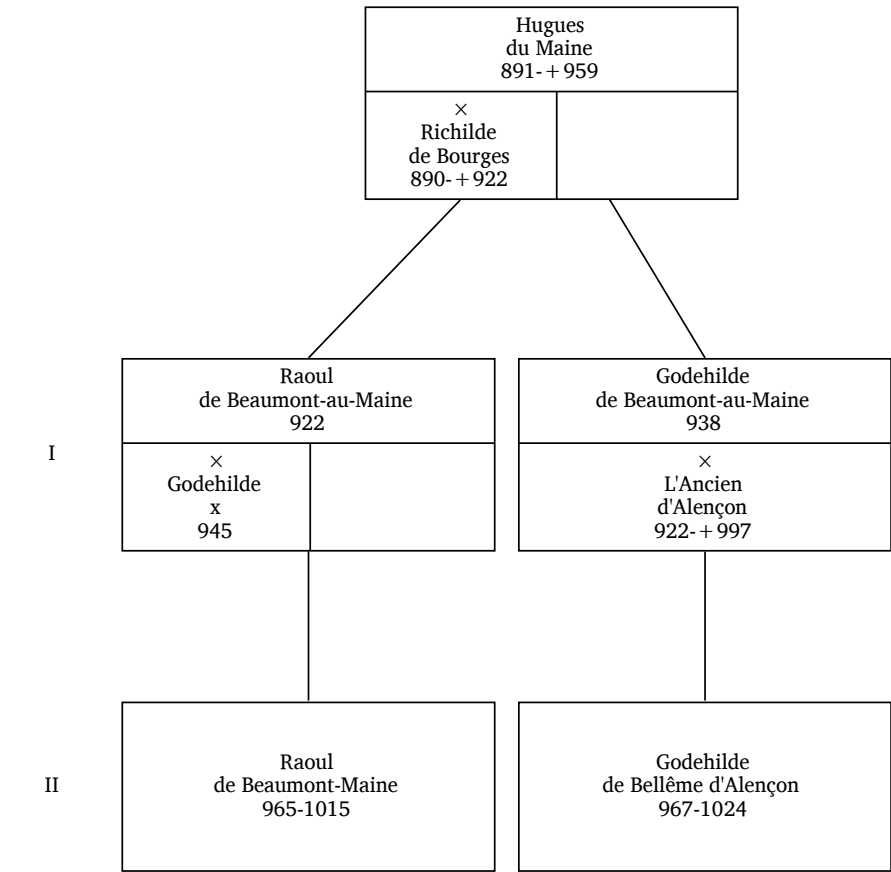 Hugues
du Maine
891-+959
×
Richilde
de Bourges
890-+922
Raoul
de Beaumont-au-Maine
922
×
Godehilde
x
945
Godehilde
de Beaumont-au-Maine
938
×
L'Ancien
d'Alençon
922-+997
I
Raoul
de Beaumont-Maine
965-1015
Godehilde
de Bellême d'Alençon
967-1024
II